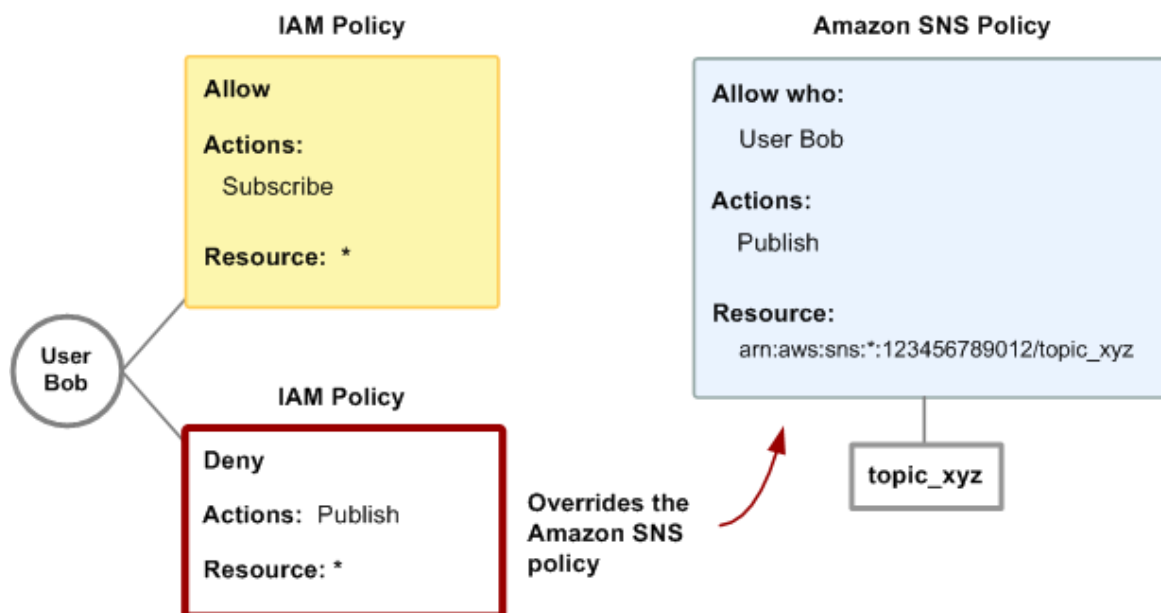 IAM Policy
Allow
Actions:
Subscribe
Resource: *
User
Bob
IAM Policy
Deny
Actions: Publish
Resource: *
Overrides the
Amazon SNS
policy
Amazon SNS Policy
Allow who:
User Bob
Actions:
Publish
Resource:
arn:aws:sns:*:123456789012/topic_xyz
topic_xyz